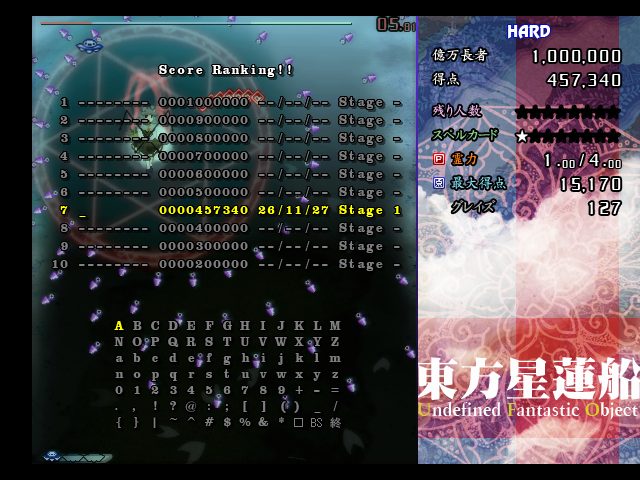 05.81
HARD
Score Ranking!!
億万長者 1,000,000
得点 457,340
残り人数
スペルカード
霊力 1.00/4.00
最大得点 15,170
グレイズ 127
1 -------- 0001000000 --/--/-- Stage -
2 -------- 0000900000 --/--/-- Stage -
3 -------- 0000800000 --/--/-- Stage -
4 -------- 0000700000 --/--/-- Stage -
5 -------- 0000600000 --/--/-- Stage -
6 -------- 0000500000 --/--/-- Stage -
7 _ 0000457340 26/11/27 Stage 1
8 -------- 0000400000 --/--/-- Stage -
9 -------- 0000300000 --/--/-- Stage -
10 -------- 0000200000 --/--/-- Stage -
A B C D E F G H I J K L M
N O P Q R S T U V W X Y Z
a b c d e f g h i j k l m
n o p q r s t u v w x y z
0 1 2 3 4 5 6 7 8 9 + - =
. , ! ? @ : ; [ ] ( ) _ /
{ } | ~ ^ # $ % & * □ BS 終
東方星蓮船
Undefined Fantastic Object